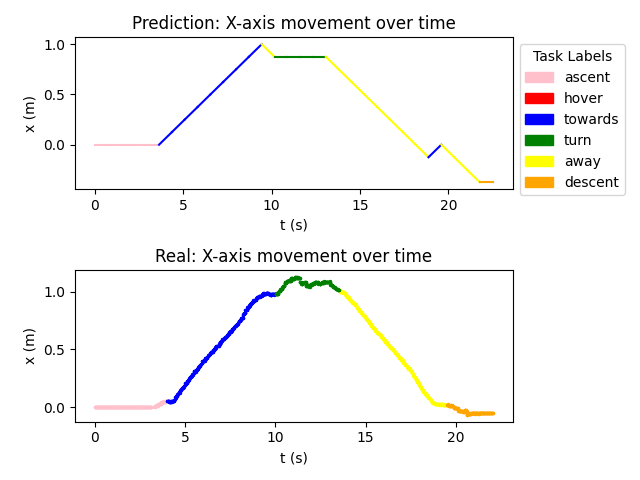 Prediction: X-axis movement over time
1.0
0.5
0.0
x (m)
0 5 10 15 20
t (s)
Task Labels
ascent
hover
towards
turn
away
descent
Real: X-axis movement over time
1.0
0.5
0.0
x (m)
0 5 10 15 20
t (s)